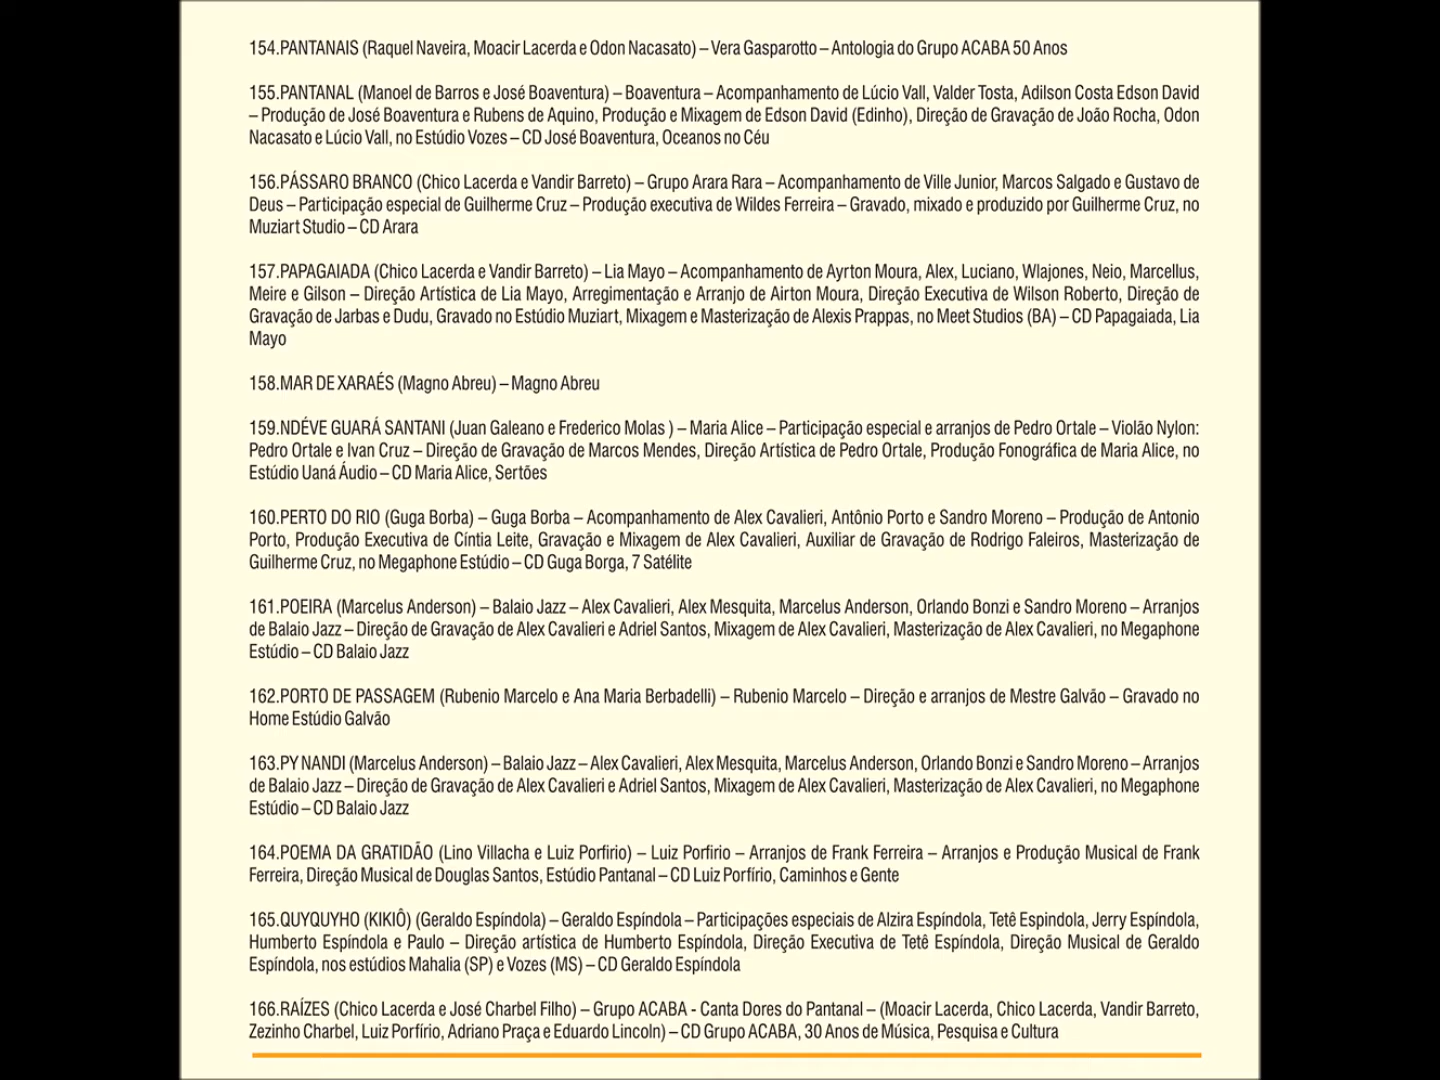 154.PANTANAIS (Raquel Naveira, Moacir Lacerda e Odon Nacasato) – Vera Gasparotto – Antologia do Grupo ACABA 50 Anos
155.PANTANAL (Manoel de Barros e José Boaventura) – Boaventura – Acompanhamento de Lúcio Vall, Valder Tosta, Adilson Costa Edson David
– Produção de José Boaventura e Rubens de Aquino, Produção e Mixagem de Edson David (Edinho), Direção de Gravação de João Rocha, Odon
Nacasato e Lúcio Vall, no Estúdio Vozes – CD José Boaventura, Oceanos no Céu
156.PÁSSARO BRANCO (Chico Lacerda e Vandir Barreto) – Grupo Arara Rara – Acompanhamento de Ville Junior, Marcos Salgado e Gustavo de
Deus – Participação especial de Guilherme Cruz – Produção executiva de Wildes Ferreira – Gravado, mixado e produzido por Guilherme Cruz, no
Muziart Studio – CD Arara
157.PAPAGAIADA (Chico Lacerda e Vandir Barreto) – Lia Mayo – Acompanhamento de Ayrton Moura, Alex, Luciano, Wlajones, Neio, Marcellus,
Meire e Gilson – Direção Artística de Lia Mayo, Arregimentação e Arranjo de Airton Moura, Direção Executiva de Wilson Roberto, Direção de
Gravação de Jarbas e Dudu, Gravado no Estúdio Muziart, Mixagem e Masterização de Alexis Prappas, no Meet Studios (BA) – CD Papagaiada, Lia
Mayo
158.MAR DE XARAÉS (Magno Abreu) – Magno Abreu
159.NDÉVE GUARÁ SANTANI (Juan Galeano e Frederico Molas ) – Maria Alice – Participação especial e arranjos de Pedro Ortale – Violão Nylon:
Pedro Ortale e Ivan Cruz – Direção de Gravação de Marcos Mendes, Direção Artística de Pedro Ortale, Produção Fonográfica de Maria Alice, no
Estúdio Uaná Áudio – CD Maria Alice, Sertões
160.PERTO DO RIO (Guga Borba) – Guga Borba – Acompanhamento de Alex Cavalieri, Antônio Porto e Sandro Moreno – Produção de Antonio
Porto, Produção Executiva de Cíntia Leite, Gravação e Mixagem de Alex Cavalieri, Auxiliar de Gravação de Rodrigo Faleiros, Masterização de
Guilherme Cruz, no Megaphone Estúdio – CD Guga Borga, 7 Satélite
161.POEIRA (Marcelus Anderson) – Balaio Jazz – Alex Cavalieri, Alex Mesquita, Marcelus Anderson, Orlando Bonzi e Sandro Moreno – Arranjos
de Balaio Jazz – Direção de Gravação de Alex Cavalieri e Adriel Santos, Mixagem de Alex Cavalieri, Masterização de Alex Cavalieri, no Megaphone
Estúdio – CD Balaio Jazz
162.PORTO DE PASSAGEM (Rubenio Marcelo e Ana Maria Berbadelli) – Rubenio Marcelo – Direção e arranjos de Mestre Galvão – Gravado no
Home Estúdio Galvão
163.PY NANDI (Marcelus Anderson) – Balaio Jazz – Alex Cavalieri, Alex Mesquita, Marcelus Anderson, Orlando Bonzi e Sandro Moreno – Arranjos
de Balaio Jazz – Direção de Gravação de Alex Cavalieri e Adriel Santos, Mixagem de Alex Cavalieri, Masterização de Alex Cavalieri, no Megaphone
Estúdio – CD Balaio Jazz
164.POEMA DA GRATIDÃO (Lino Villacha e Luiz Porfirio) – Luiz Porfirio – Arranjos de Frank Ferreira – Arranjos e Produção Musical de Frank
Ferreira, Direção Musical de Douglas Santos, Estúdio Pantanal – CD Luiz Porfírio, Caminhos e Gente
165.QUYQUYHO (KIKIÔ) (Geraldo Espíndola) – Geraldo Espíndola – Participações especiais de Alzira Espíndola, Tetê Espindola, Jerry Espíndola,
Humberto Espíndola e Paulo – Direção artística de Humberto Espíndola, Direção Executiva de Tetê Espíndola, Direção Musical de Geraldo
Espíndola, nos estúdios Mahalia (SP) e Vozes (MS) – CD Geraldo Espíndola
166.RAÍZES (Chico Lacerda e José Charbel Filho) – Grupo ACABA - Canta Dores do Pantanal – (Moacir Lacerda, Chico Lacerda, Vandir Barreto,
Zezinho Charbel, Luiz Porfírio, Adriano Praça e Eduardo Lincoln) – CD Grupo ACABA, 30 Anos de Música, Pesquisa e Cultura